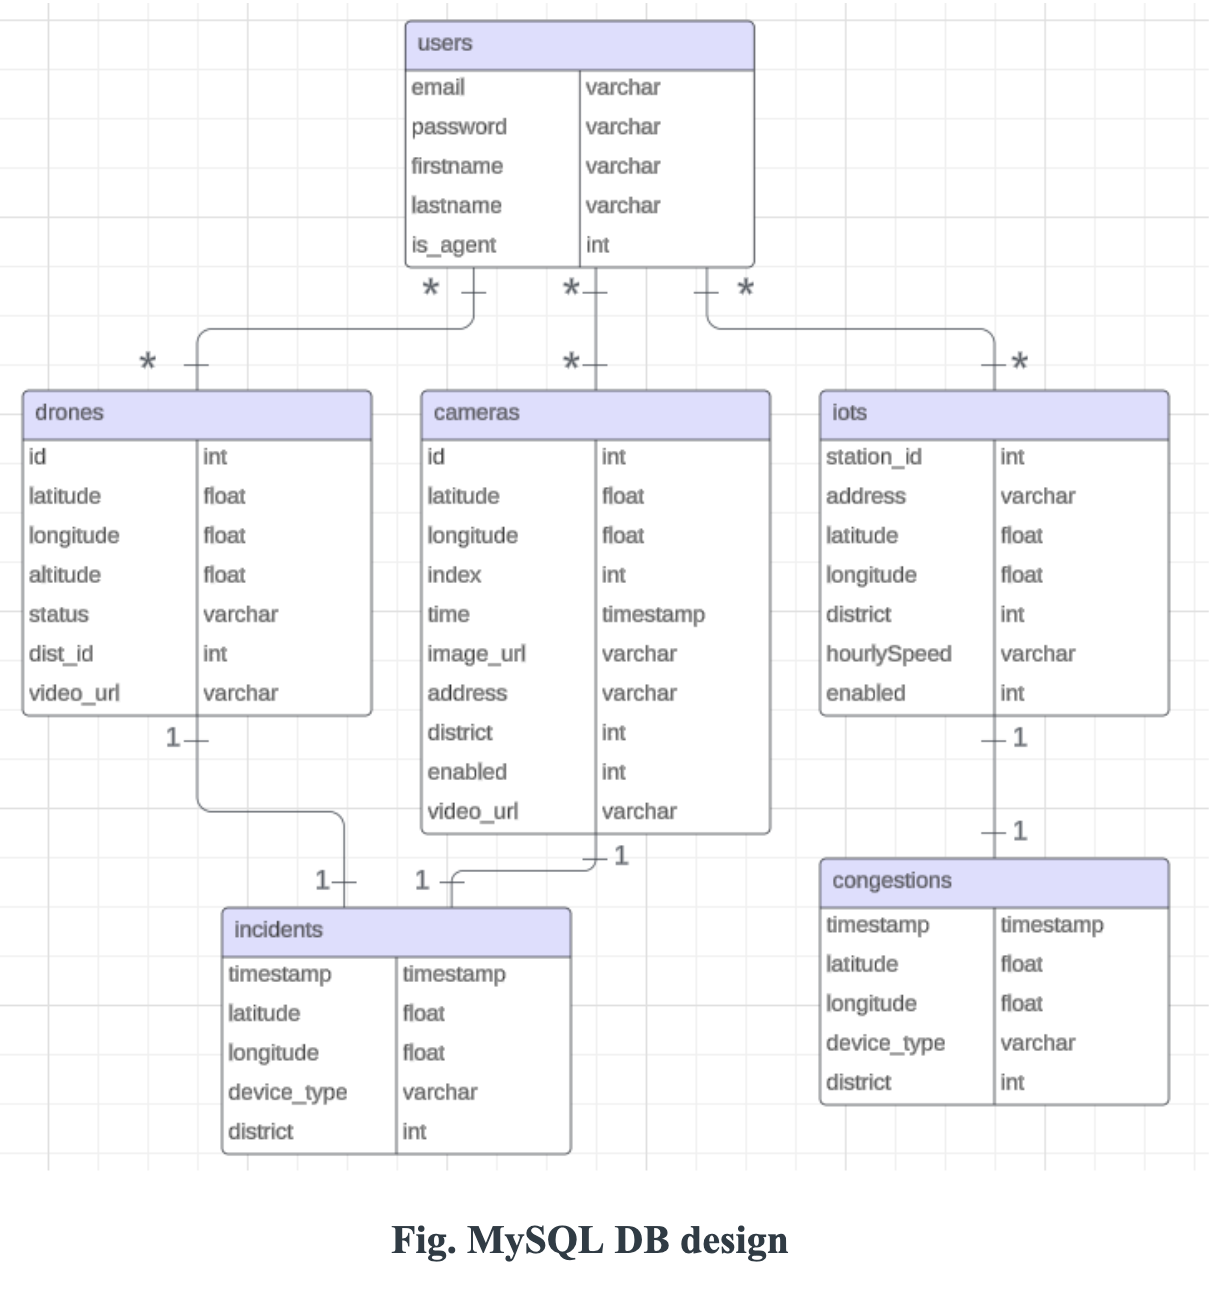 users
email varchar
password varchar
firstname varchar
lastname varchar
is_agent int
* * *
* * *
drones
id int
latitude float
longitude float
altitude float
status varchar
dist_id int
video_url varchar
1
cameras
id int
latitude float
longitude float
index int
time timestamp
image_url varchar
address varchar
district int
enabled int
video_url varchar
1
iots
station_id int
address varchar
latitude float
longitude float
district int
hourlySpeed varchar
enabled int
1
1 1
incidents
timestamp timestamp
latitude float
longitude float
device_type varchar
district int
1
congestions
timestamp timestamp
latitude float
longitude float
device_type varchar
district int
Fig. MySQL DB design